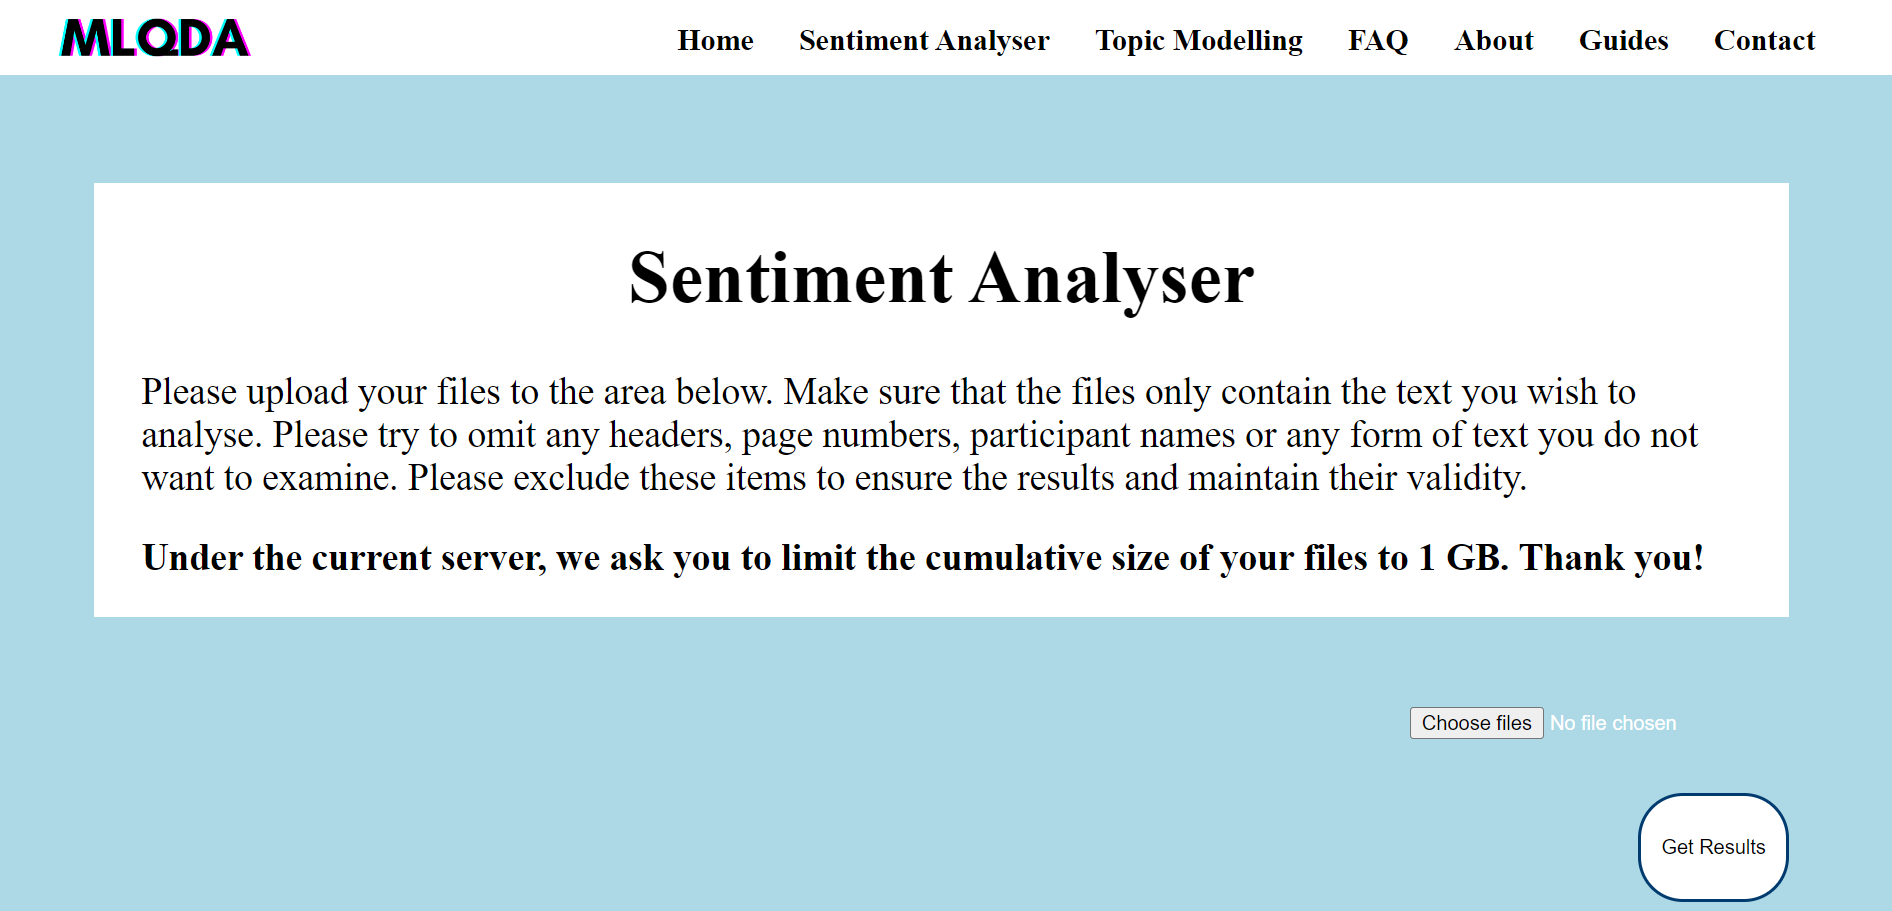 MLQDA
Home Sentiment Analyser Topic Modelling FAQ About Guides Contact
Sentiment Analyser
Please upload your files to the area below. Make sure that the files only contain the text you wish to
analyse. Please try to omit any headers, page numbers, participant names or any form of text you do not
want to examine. Please exclude these items to ensure the results and maintain their validity.
Under the current server, we ask you to limit the cumulative size of your files to 1 GB. Thank you!
Choose files No file chosen
Get Results